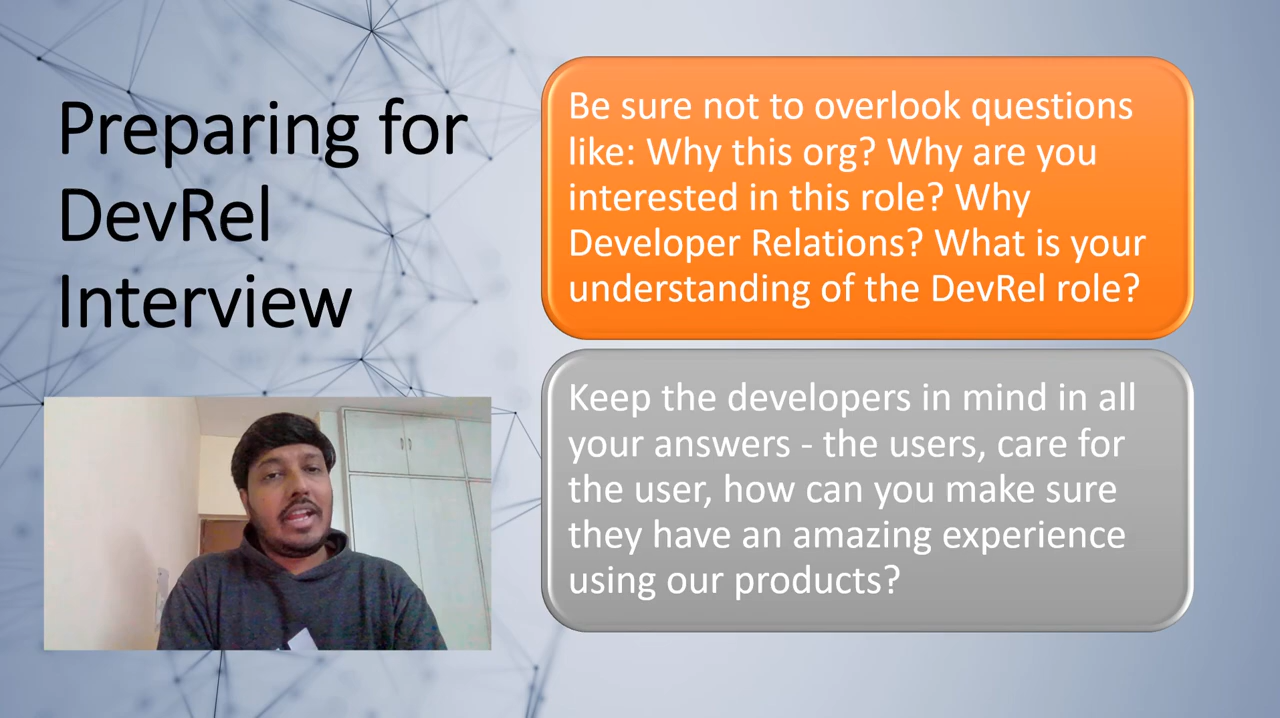 Preparing for
DevRel
Interview
Be sure not to overlook questions
like: Why this org? Why are you
interested in this role? Why
Developer Relations? What is your
understanding of the DevRel role?
Keep the developers in mind in all
your answers - the users, care for
the user, how can you make sure
they have an amazing experience
using our products?